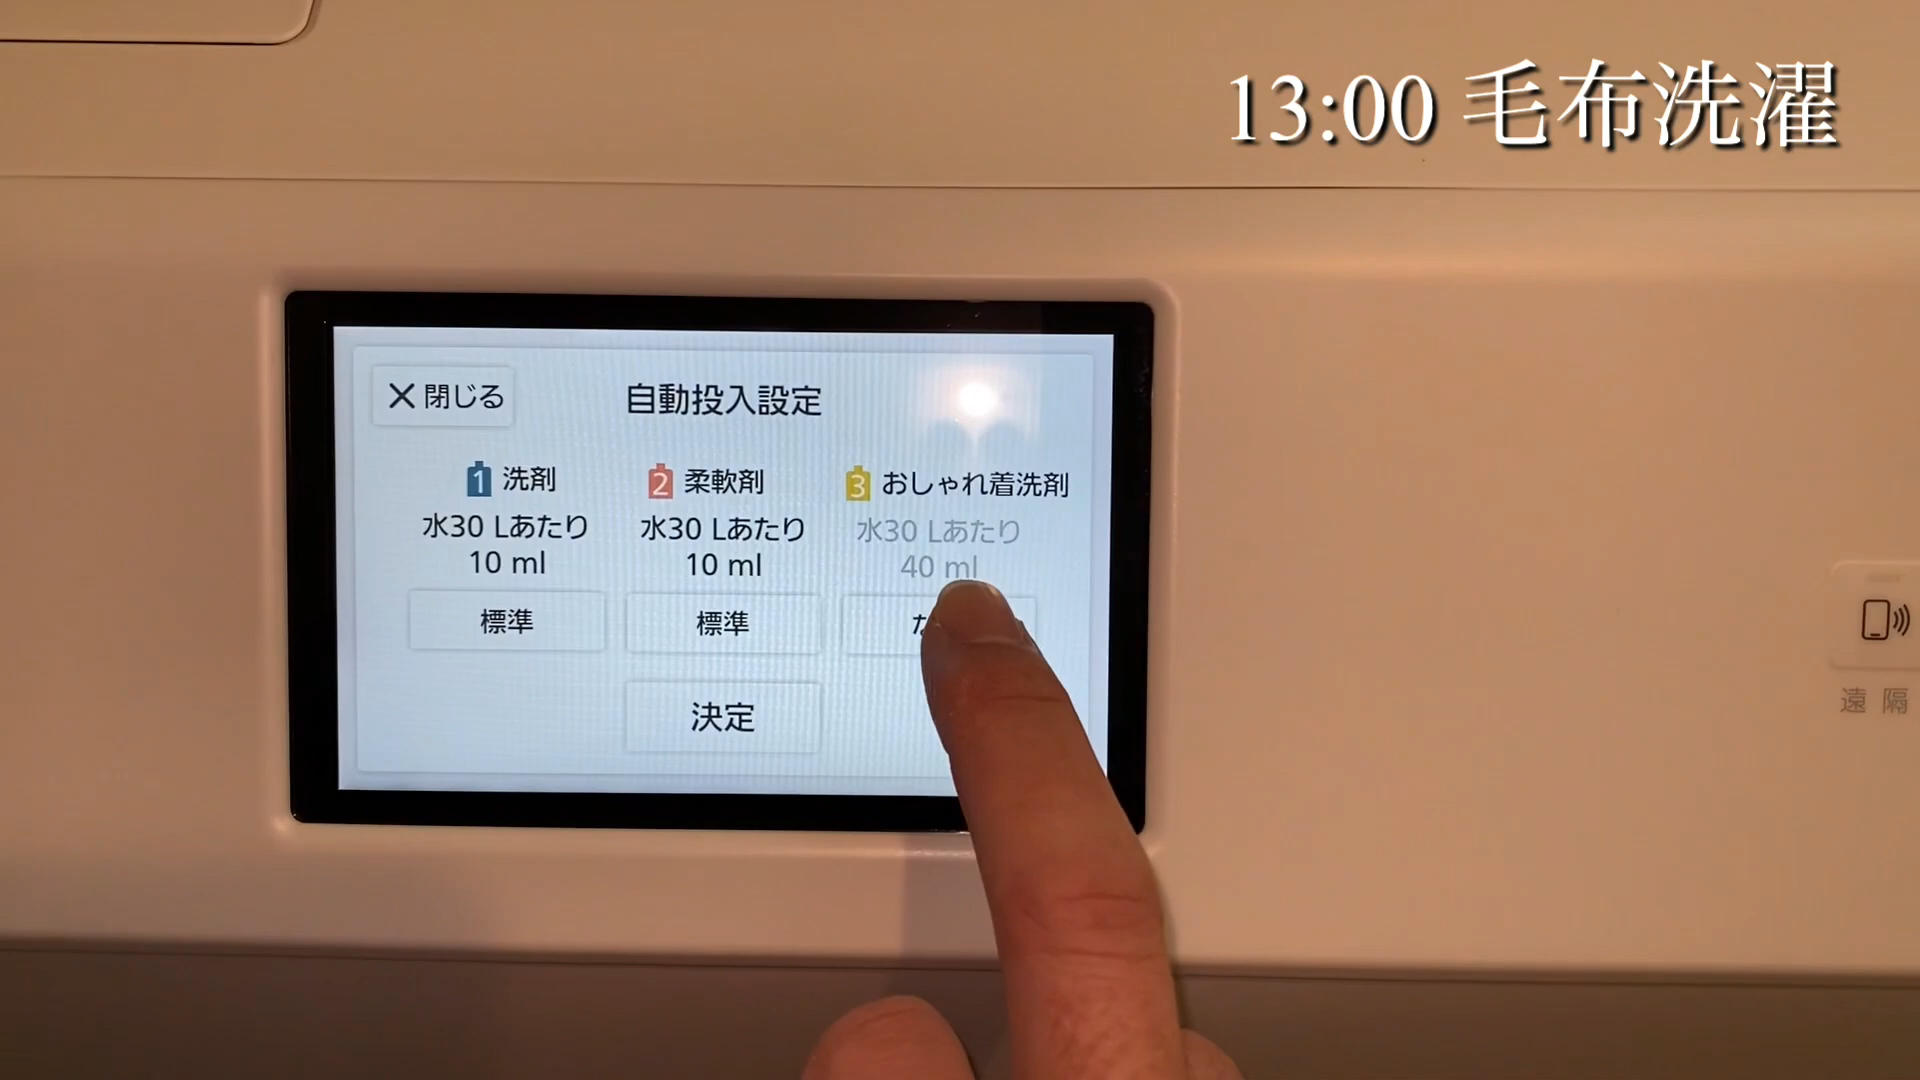 13:00 毛布洗濯
× 閉じる
自動投入設定
1 洗剤
水30 Lあたり
10 ml
標準
2 柔軟剤
水30 Lあたり
10 ml
標準
3 おしゃれ着洗剤
水30 Lあたり
40 ml
決定
遠隔